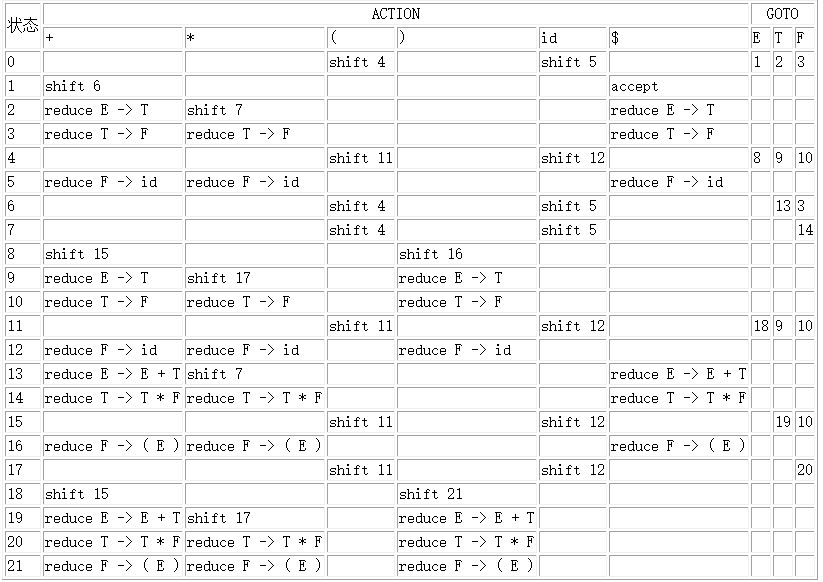 状态 ACTION GOTO
+ * ( ) id $ E T F
0 shift 4 shift 5 1 2 3
1 shift 6 accept
2 reduce E -> T shift 7 reduce E -> T
3 reduce T -> F reduce T -> F reduce T -> F
4 shift 11 shift 12 8 9 10
5 reduce F -> id reduce F -> id reduce F -> id
6 shift 4 shift 5 13 3
7 shift 4 shift 5 14
8 shift 15 shift 16
9 reduce E -> T shift 17 reduce E -> T
10 reduce T -> F reduce T -> F reduce T -> F
11 shift 11 shift 12 18 9 10
12 reduce F -> id reduce F -> id reduce F -> id
13 reduce E -> E + T shift 7 reduce E -> E + T
14 reduce T -> T * F reduce T -> T * F reduce T -> T * F
15 shift 11 shift 12 19 10
16 reduce F -> ( E ) reduce F -> ( E ) reduce F -> ( E )
17 shift 11 shift 12 20
18 shift 15 shift 21
19 reduce E -> E + T shift 17 reduce E -> E + T
20 reduce T -> T * F reduce T -> T * F reduce T -> T * F
21 reduce F -> ( E ) reduce F -> ( E ) reduce F -> ( E )